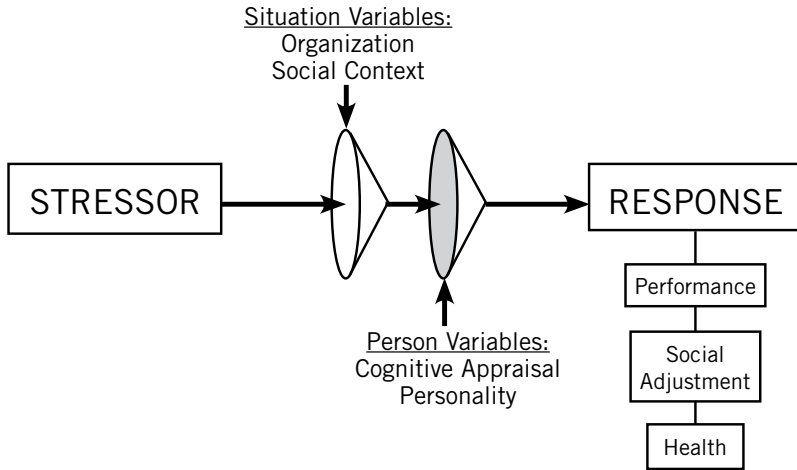 Situation Variables:
Organization
Social Context
STRESSOR
RESPONSE
Person Variables:
Cognitive Appraisal
Personality
Performance
Social
Adjustment
Health